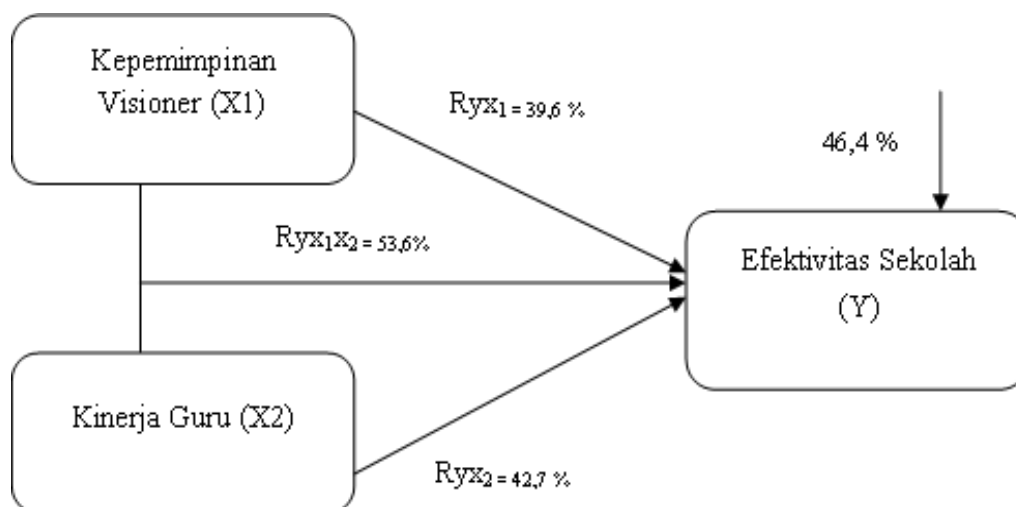 Kepemimpinan
Visioner (X1)
Ryx1 = 39,6 %
46,4 %
Ryx1x2 = 53,6%
Efektivitas Sekolah
(Y)
Kinerja Guru (X2)
Ryx2 = 42,7 %